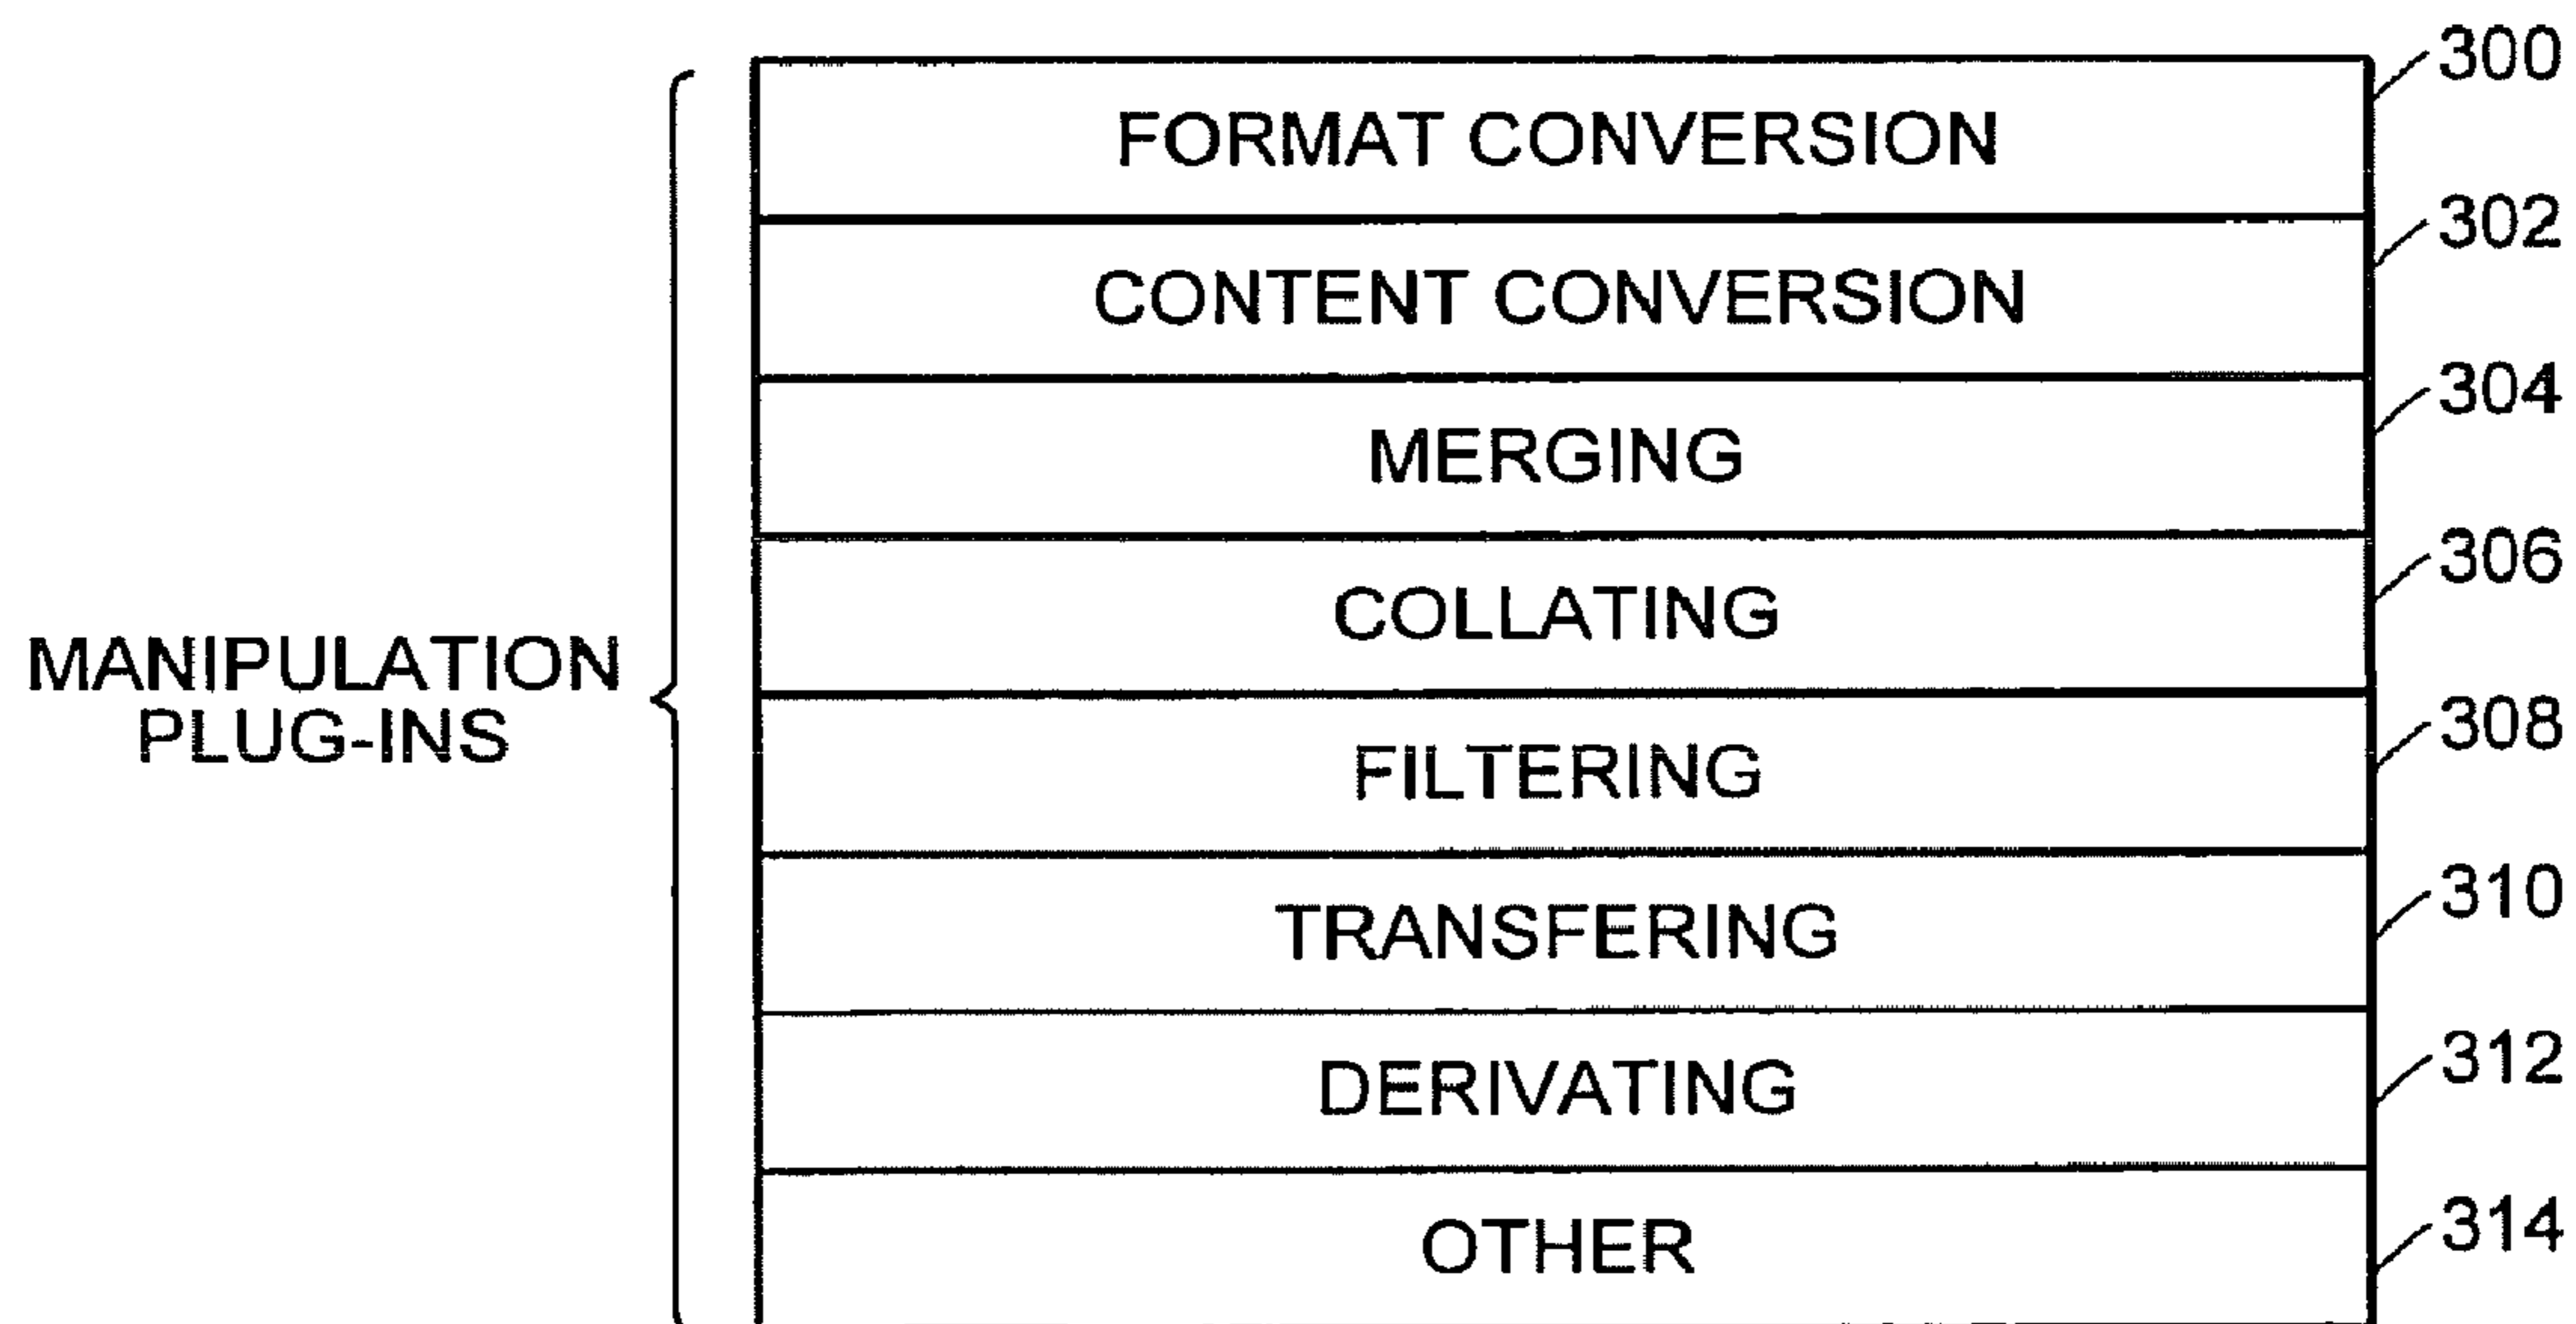 300
FORMAT CONVERSION
302
CONTENT CONVERSION
304
MERGING
306
COLLATING
MANIPULATION
PLUG-INS
308
FILTERING
310
TRANSFERING
312
DERIVATING
314
OTHER